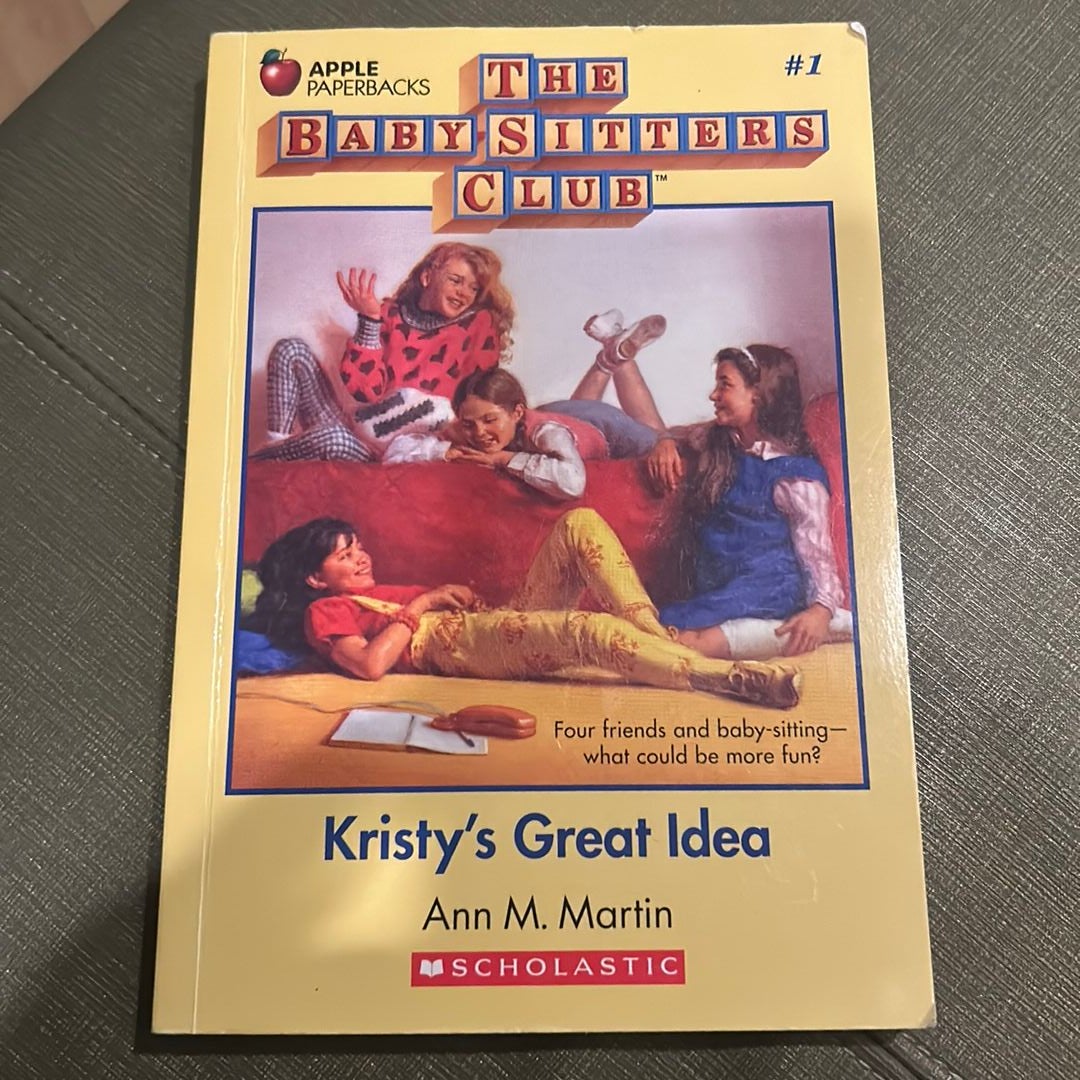 APPLE
PAPERBACKS
#1
THE
BABY-SITTERS
CLUB™
Four friends and baby-sitting—
what could be more fun?
Kristy's Great Idea
Ann M. Martin
SCHOLASTIC